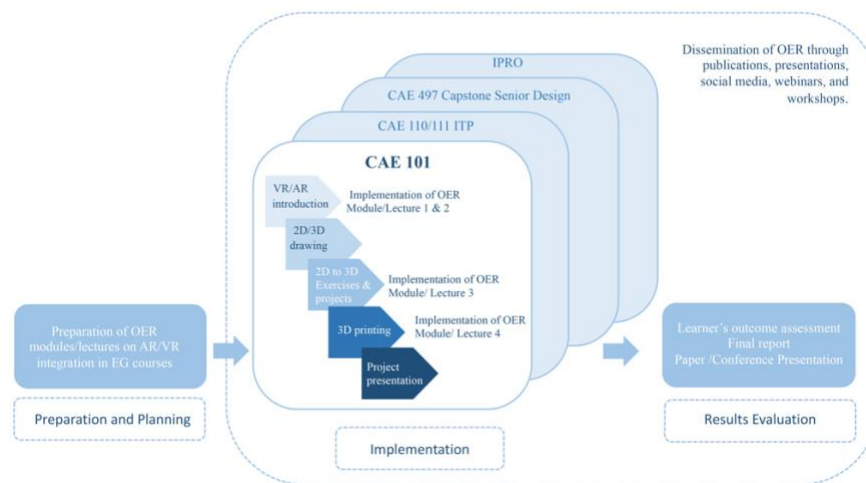 Dissemination of OER through
publications, presentations,
social media, webinars, and
workshops.
IPRO
CAE 497 Capstone Senior Design
CAE 110/111 ITP
CAE 101
VR/AR
introduction
Implementation of OER
Module/Lecture 1 & 2
2D/3D
drawing
2D to 3D
Exercises &
projects
Implementation of OER
Module/ Lecture 3
3D printing
Implementation of OER
Module/ Lecture 4
Project
presentation
Preparation of OER
modules/lectures on AR/VR
integration in EG courses
Learner's outcome assessment
Final report
Paper /Conference Presentation
Preparation and Planning
Implementation
Results Evaluation